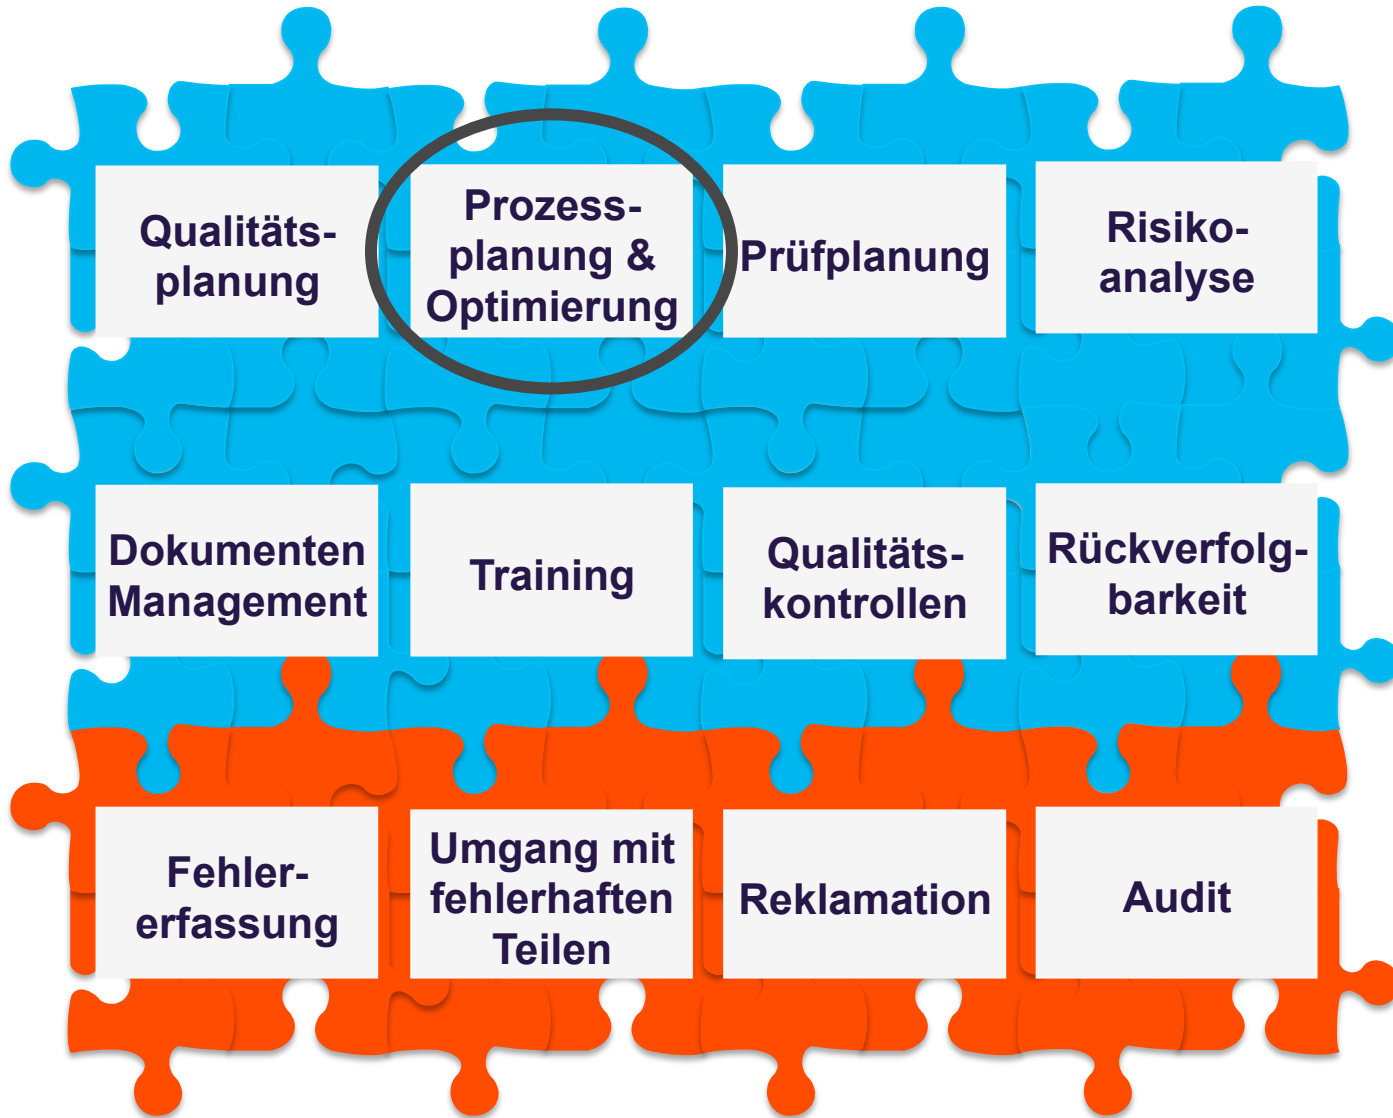 Qualitäts-
planung
Prozess-
planung &
Optimierung
Prüfplanung
Risiko-
analyse
Dokumenten
Management
Training
Qualitäts-
kontrollen
Rückverfolg-
barkeit
Fehler-
erfassung
Umgang mit
fehlerhaften
Teilen
Reklamation
Audit